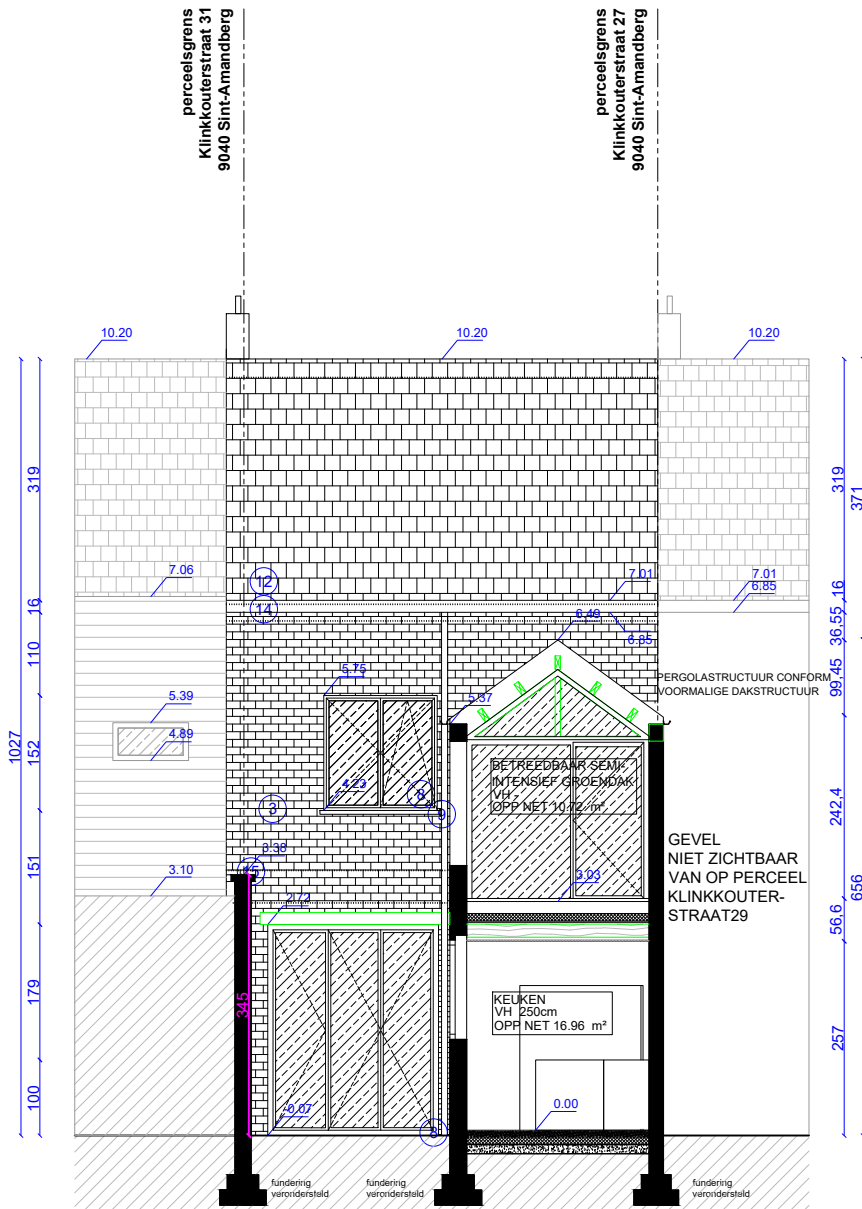 perceelsgrens
Klinkkouterstraat 31
9040 Sint-Amandberg
perceelsgrens
Klinkkouterstraat 27
9040 Sint-Amandberg
10.20
10.20
10.20
319
319
371
7.06
12
7.01
7.01
6.85
16
14
6.85
16
36,55
6.49
110
5.75
PERGOLASTRUCTUUR CONFORM
VOORMALIGE DAKSTRUCTUUR
99,45
5.39
5.37
1027
152
4.89
BETREEDBAAR SEMI-
INTENSIEF GROENDAK
VH -
OPP NET 10.72 m²
4.23
8
9
3
242,4
GEVEL
NIET ZICHTBAAR
VAN OP PERCEEL
KLINKKOUTER-
STRAAT29
3.38
15
151
3.10
3.03
656
2.72
56,6
179
345
KEUKEN
VH 250cm
OPP NET 16.96 m²
257
100
-0.07
0.00
8
fundering
verondersteld
fundering
verondersteld
fundering
verondersteld